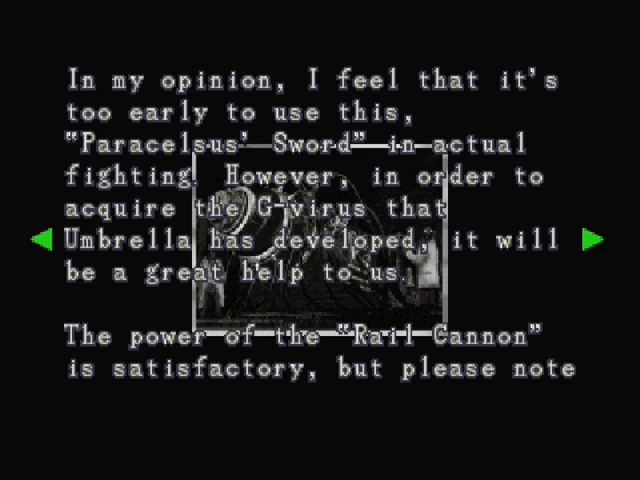 In my opinion, I feel that it's
too early to use this,
"Paracelsus' Sword" in actual
fighting. However, in order to
acquire the G-virus that
Umbrella has developed, it will
be a great help to us.
The power of the "Rail Cannon"
is satisfactory, but please note